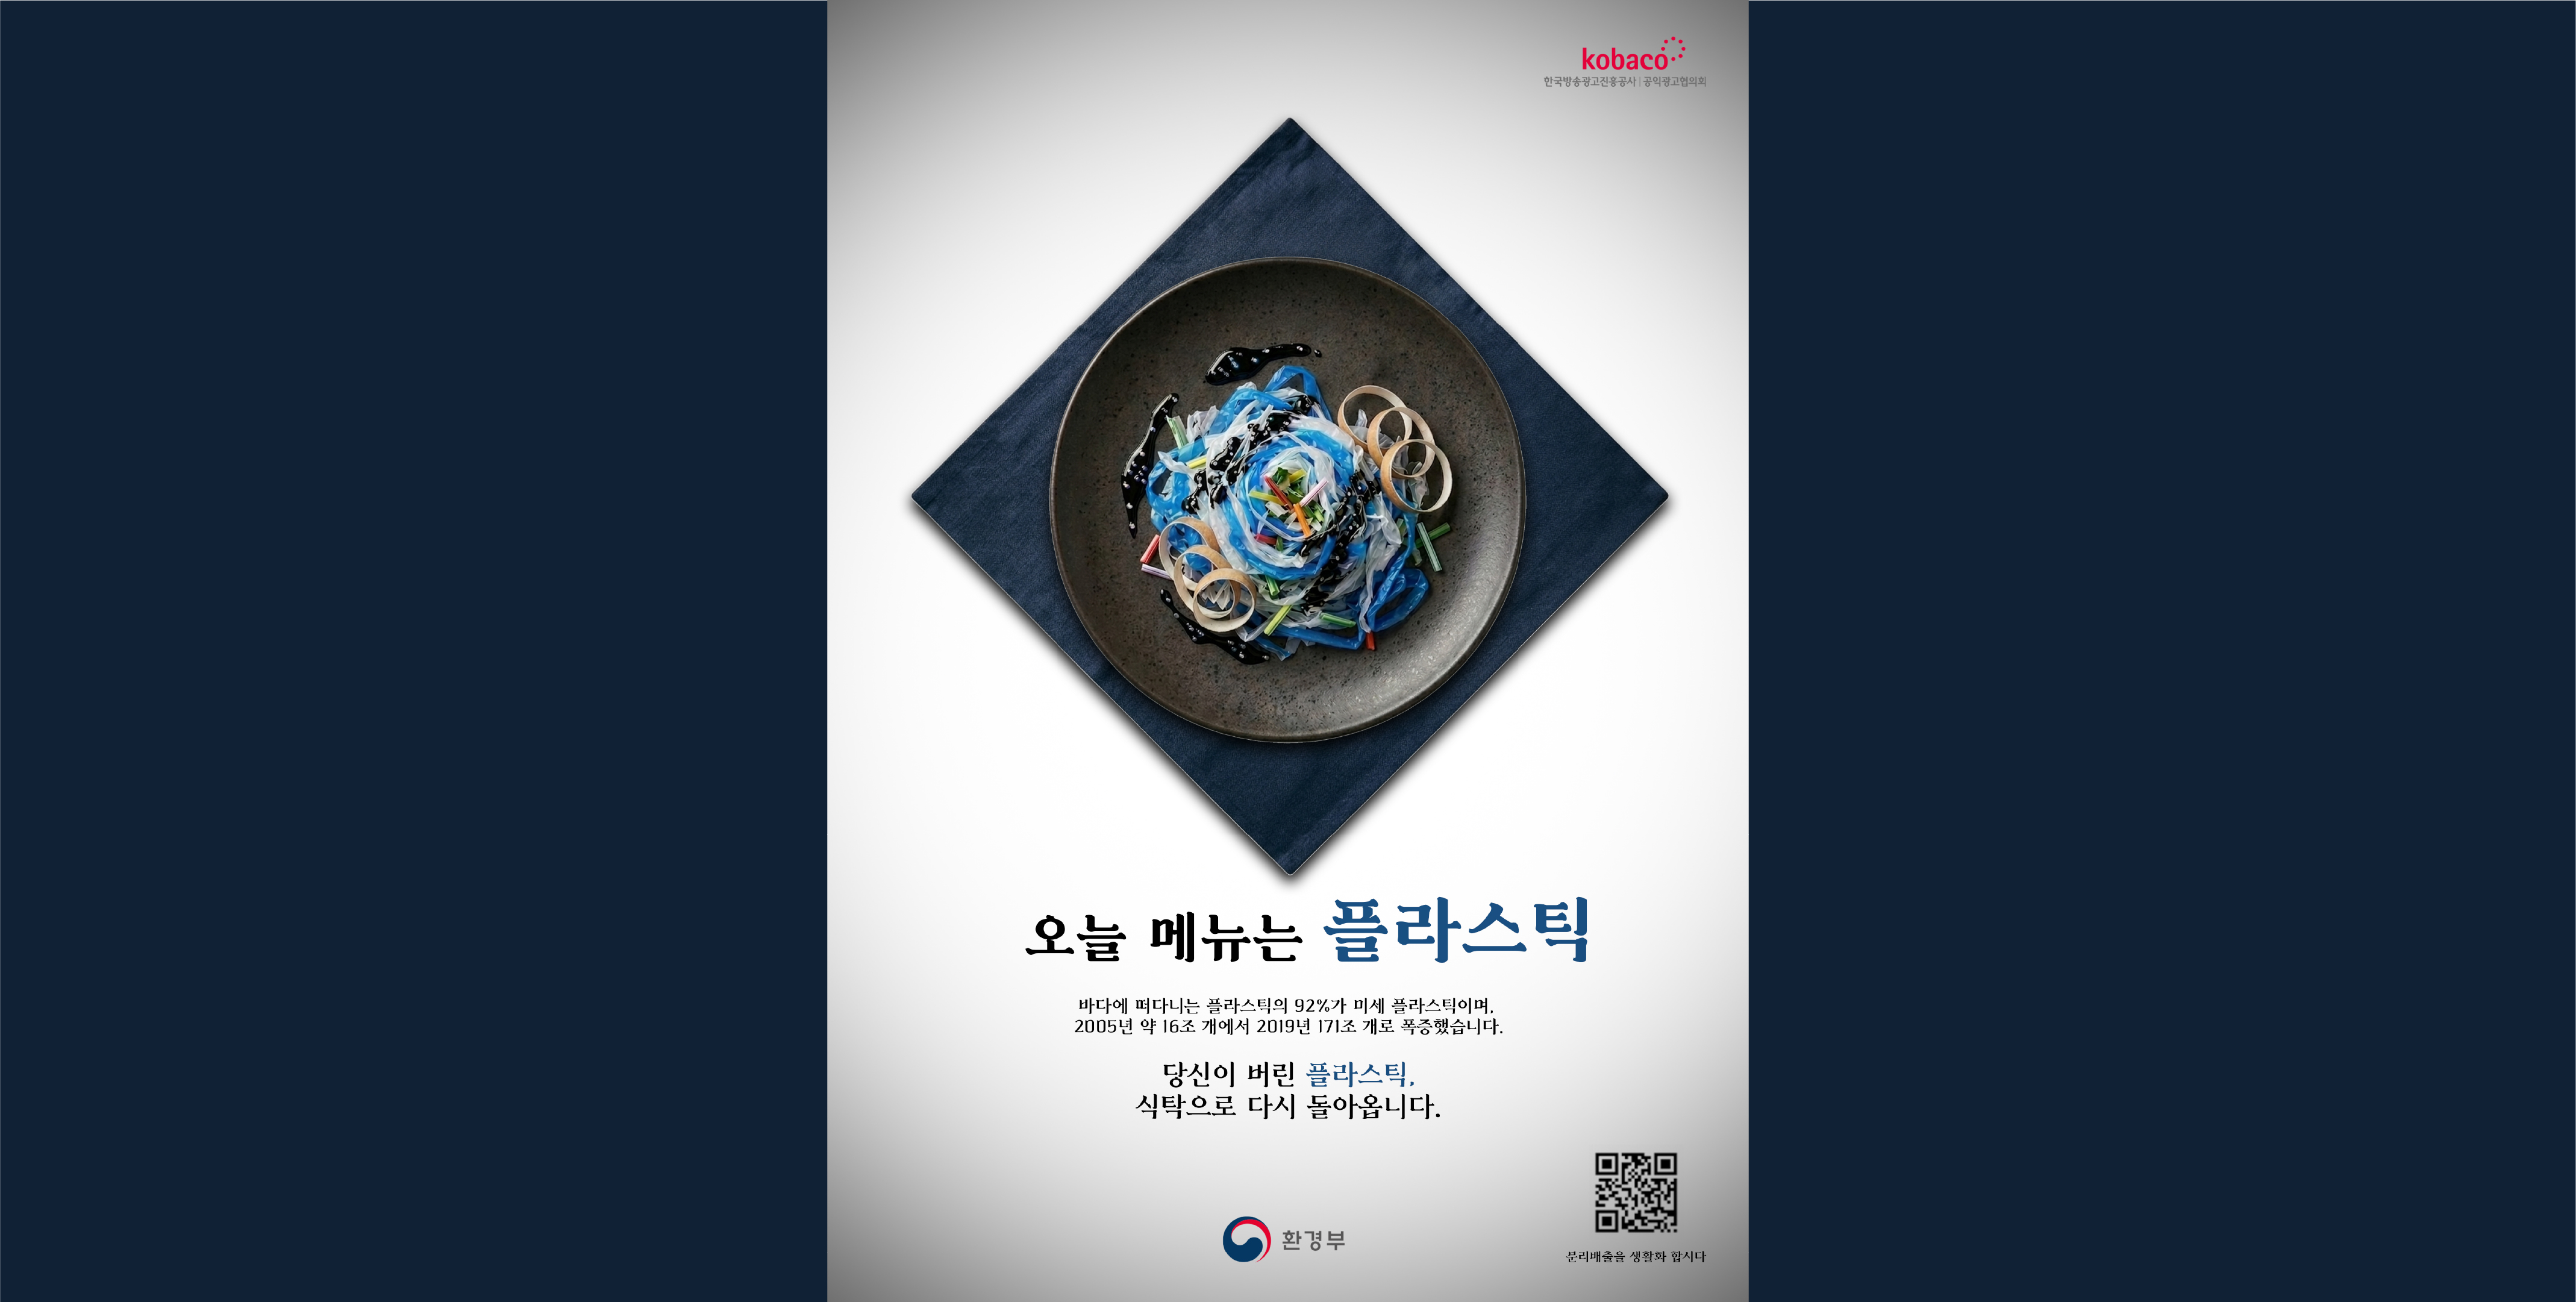 kobaco
한국방송광고진흥공사 | 공익광고협의회
오늘 메뉴는 플라스틱
바다에 떠다니는 플라스틱의 92%가 미세 플라스틱이며,
2005년 약 16조 개에서 2019년 171조 개로 폭증했습니다.
당신이 버린 플라스틱,
식탁으로 다시 돌아옵니다.
환경부
분리배출을 생활화 합시다